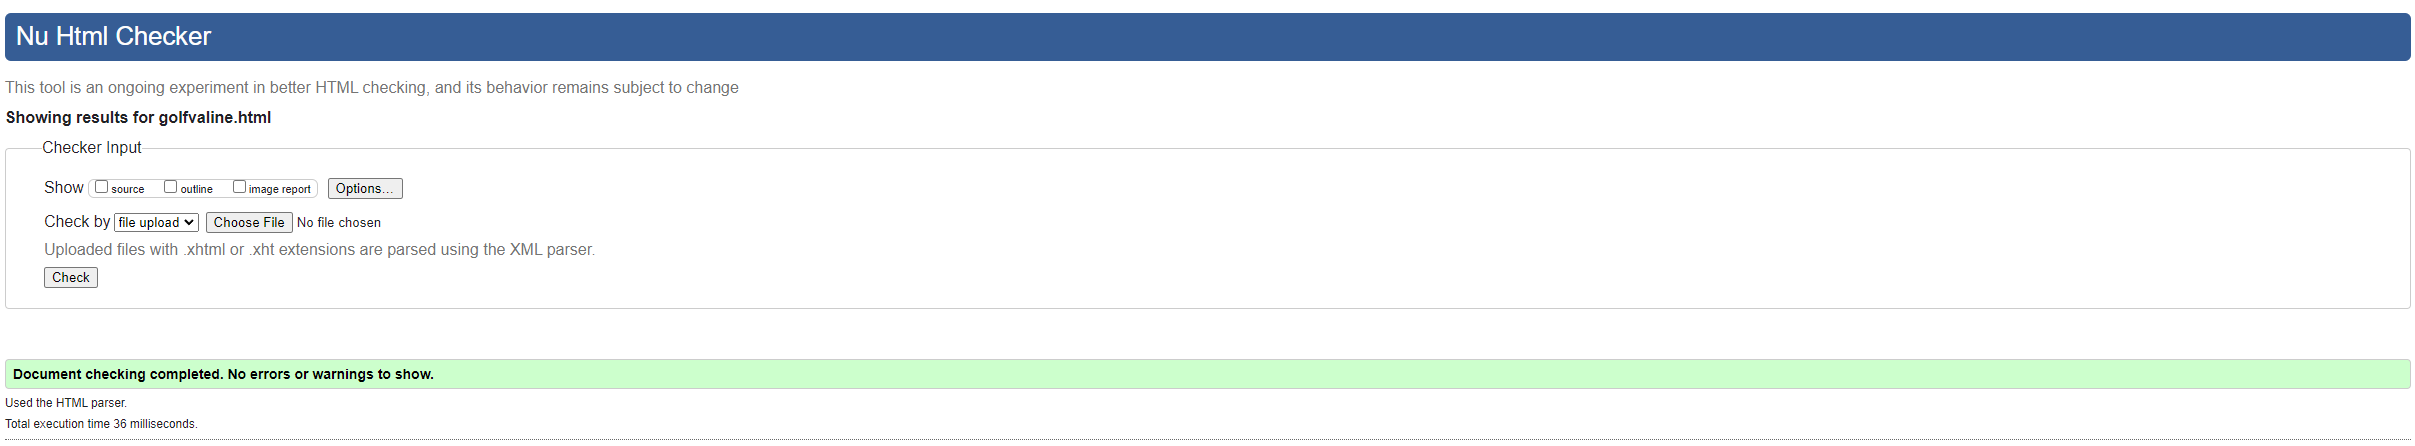 Nu Html Checker
This tool is an ongoing experiment in better HTML checking, and its behavior remains subject to change
Showing results for golfvaline.html
Checker Input
Show source outline image report Options...
Check by file upload Choose File No file chosen
Uploaded files with .xhtml or .xht extensions are parsed using the XML parser.
Check
Document checking completed. No errors or warnings to show.
Used the HTML parser.
Total execution time 36 milliseconds.